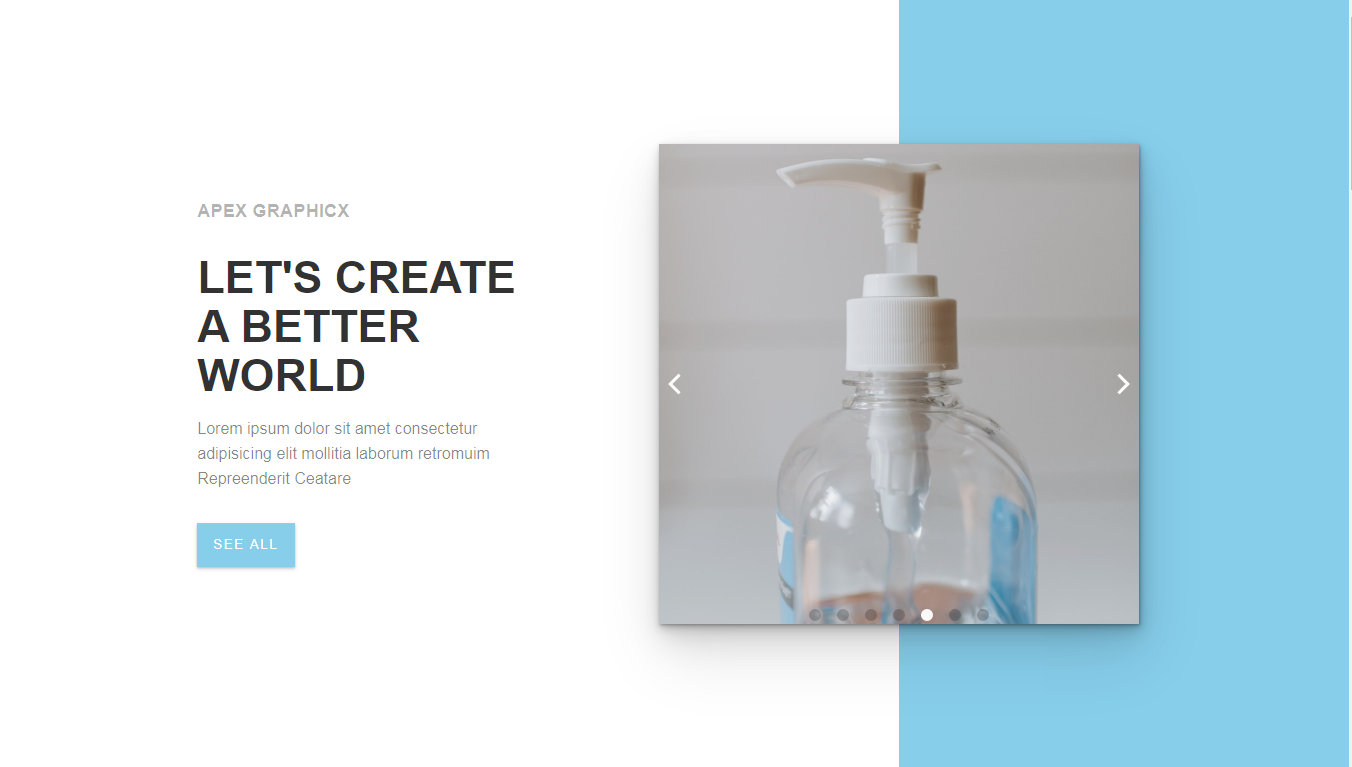 APEX GRAPHICX
LET'S CREATE
A BETTER
WORLD
Lorem ipsum dolor sit amet consectetur
adipisicing elit mollitia laborum retromuim
Repreenderit Ceatare
SEE ALL